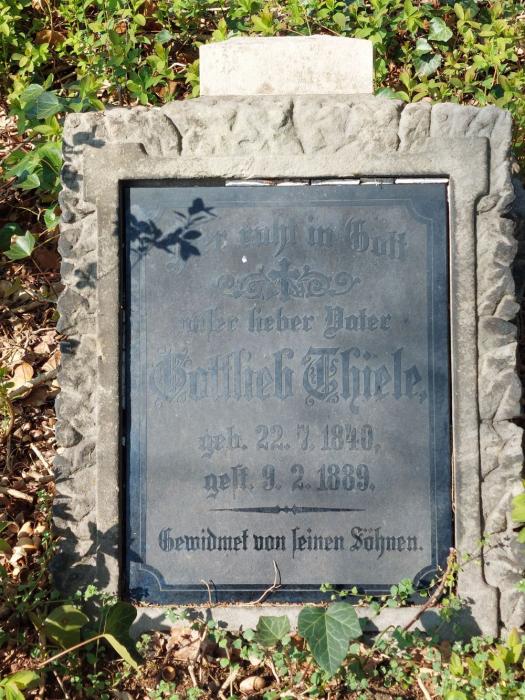 Hier ruht in Gott
unser lieber Vater
Gottlieb Thiele,
geb. 22. 7. 1840,
gest. 9. 2. 1889.
Gewidmet von seinen Söhnen.